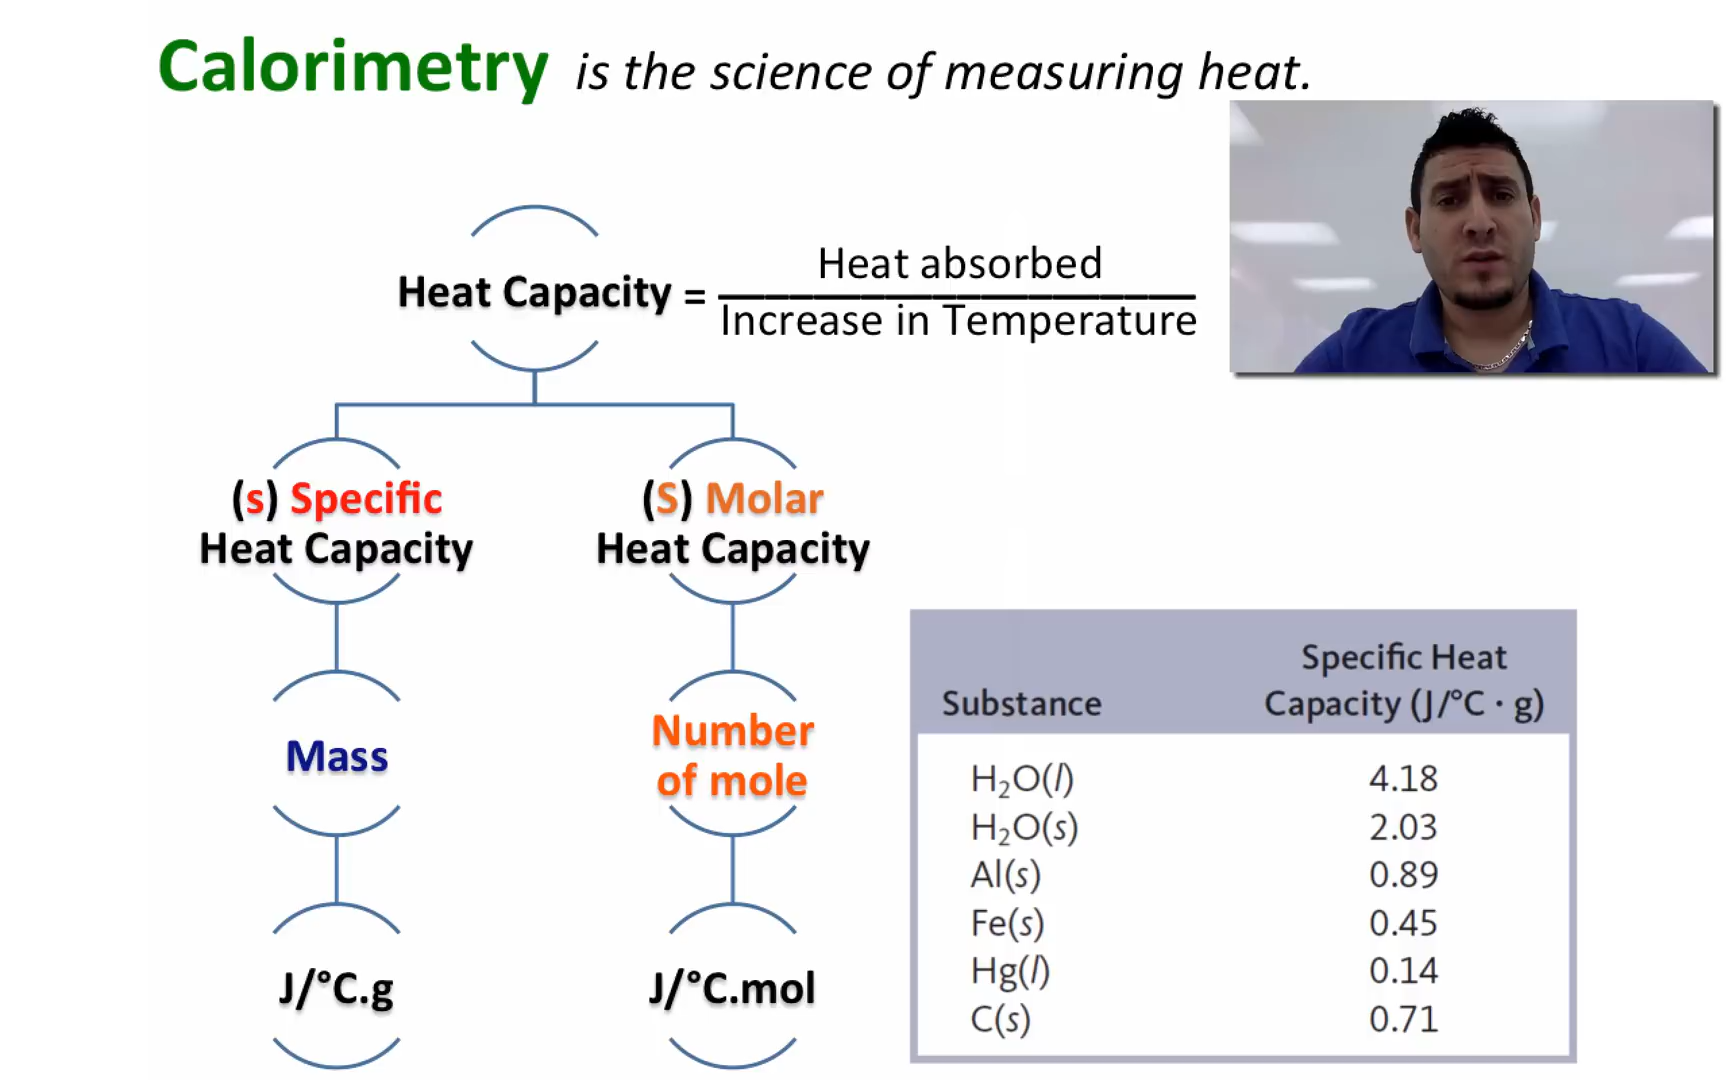 Calorimetry is the science of measuring heat.
Heat Capacity = Heat absorbed
Increase in Temperature
(s) Specific
Heat Capacity
(S) Molar
Heat Capacity
Mass
Number
of mole
J/°C.g
J/°C.mol
Substance
Specific Heat
Capacity (J/°C · g)
H₂O(l) 4.18
H₂O(s) 2.03
Al(s) 0.89
Fe(s) 0.45
Hg(l) 0.14
C(s) 0.71